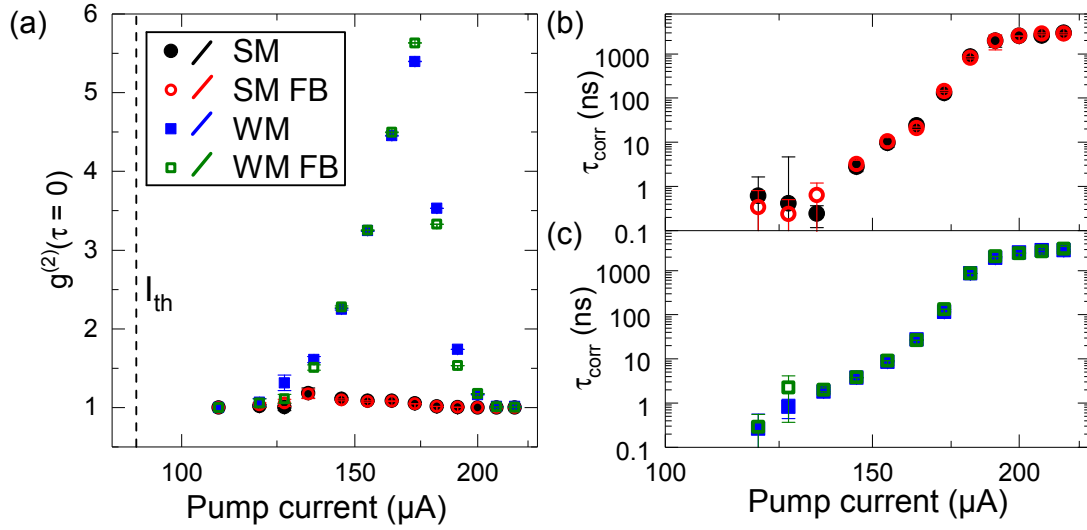 (a)
g(2)(τ = 0)
6
5
4
3
2
1
SM
SM FB
WM
WM FB
Ith
100
150
200
Pump current (µA)
(b)
τcorr (ns)
1000
100
10
1
0.1
(c)
τcorr (ns)
1000
100
10
1
0.1
100
150
200
Pump current (µA)